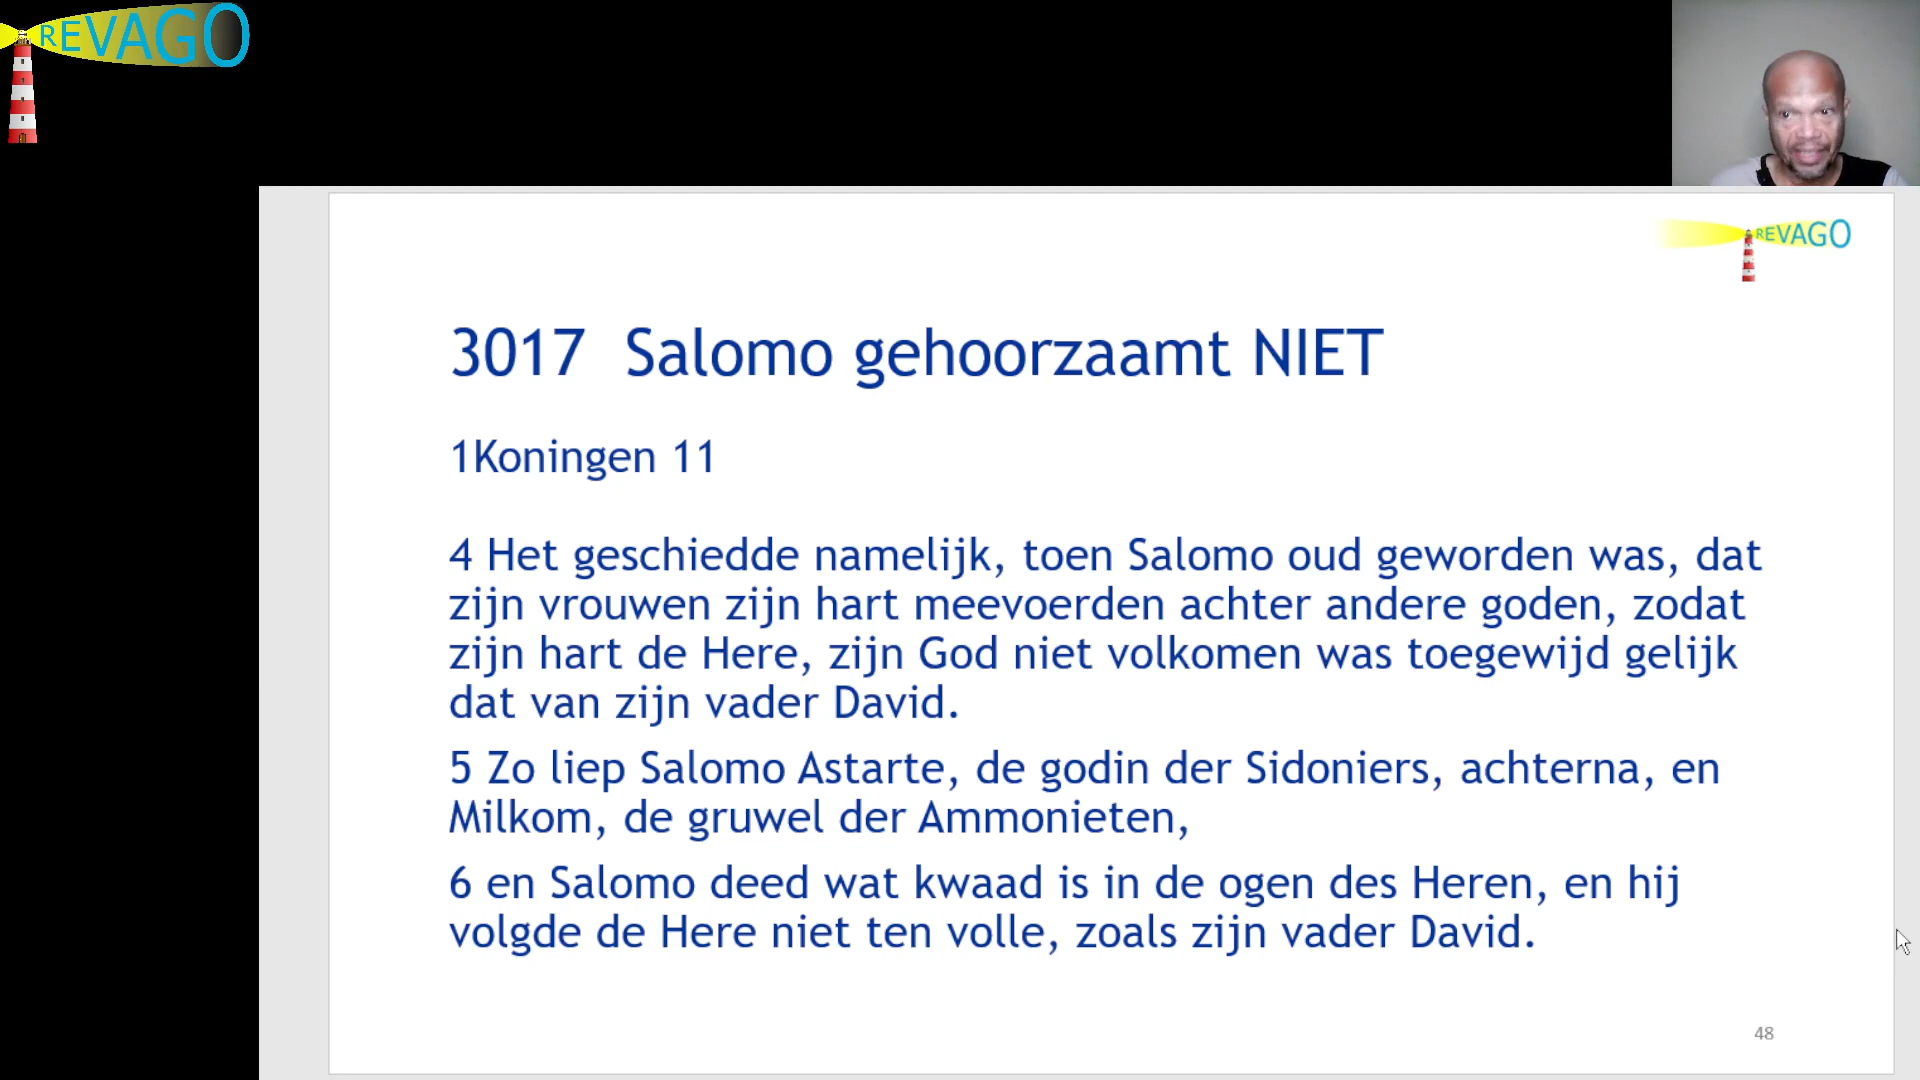 REVAGO
REVAGO
3017 Salomo gehoorzaamt NIET
1Koningen 11
4 Het geschiedde namelijk, toen Salomo oud geworden was, dat
zijn vrouwen zijn hart meevoerden achter andere goden, zodat
zijn hart de Here, zijn God niet volkomen was toegewijd gelijk
dat van zijn vader David.
5 Zo liep Salomo Astarte, de godin der Sidoniers, achterna, en
Milkom, de gruwel der Ammonieten,
6 en Salomo deed wat kwaad is in de ogen des Heren, en hij
volgde de Here niet ten volle, zoals zijn vader David.
48